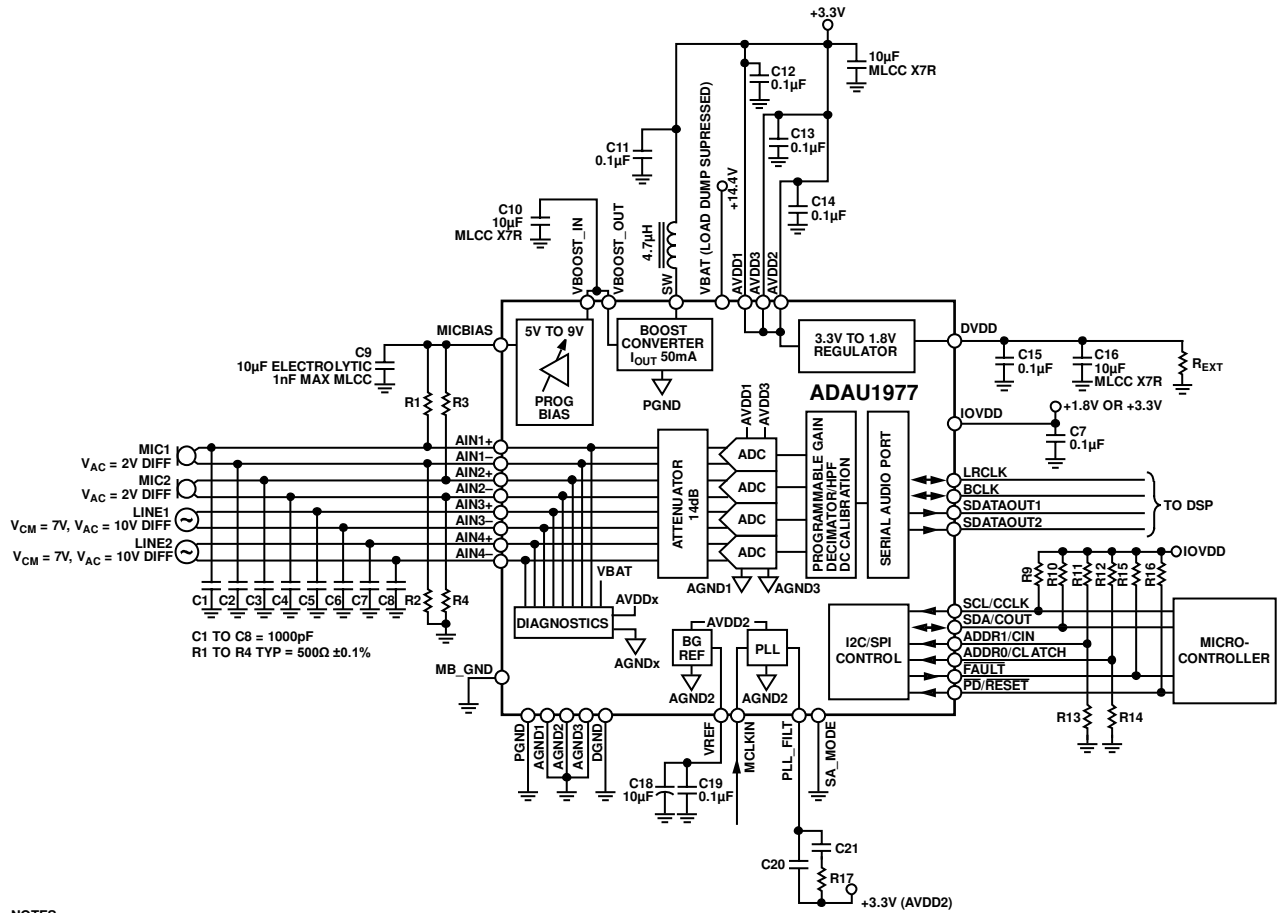 +3.3V
10µF
MLCC X7R
C12
0.1µF
C13
0.1µF
C11
0.1µF
C14
0.1µF
C10
10µF
MLCC X7R
VBOOST_IN
VBOOST_OUT
4.7µH
SW
VBAT (LOAD DUMP SUPRESSED)
+14.4V
AVDD1
AVDD3
AVDD2
MICBIAS
5V TO 9V
PROG
BIAS
BOOST
CONVERTER
IOUT 50mA
PGND
3.3V TO 1.8V
REGULATOR
DVDD
C15
0.1µF
C16
10µF
MLCC X7R
REXT
C9
10µF ELECTROLYTIC
1nF MAX MLCC
R1
R3
ADAU1977
+1.8V OR +3.3V
IOVDD
C7
0.1µF
AVDD1
AVDD3
MIC1
VAC = 2V DIFF
MIC2
VAC = 2V DIFF
LINE1
VCM = 7V, VAC = 10V DIFF
LINE2
VCM = 7V, VAC = 10V DIFF
AIN1+
AIN1–
AIN2+
AIN2–
AIN3+
AIN3–
AIN4+
AIN4–
ATTENUATOR
14dB
ADC
ADC
ADC
ADC
AGND1
AGND3
PROGRAMMABLE GAIN
DECIMATOR/HPF
DC CALIBRATION
SERIAL AUDIO PORT
LRCLK
BCLK
SDATAOUT1
SDATAOUT2
TO DSP
C1 C2 C3 C4 C5 C6 C7 C8 R2 R4
C1 TO C8 = 1000pF
R1 TO R4 TYP = 500Ω ±0.1%
VBAT
AVDDx
DIAGNOSTICS
AGNDx
IOVDD
R9
R10
R11
R12
R15
R16
I2C/SPI
CONTROL
SCL/CCLK
SDA/COUT
ADDR1/CIN
ADDR0/CLATCH
FAULT
PD/RESET
MICRO-
CONTROLLER
R13
R14
AVDD2
BG
REF
PLL
AGND2
AGND2
MB_GND
PGND
AGND1
AGND2
AGND3
DGND
VREF
MCLKIN
PLL_FILT
SA_MODE
C18
10µF
C19
0.1µF
C20
C21
R17
+3.3V (AVDD2)